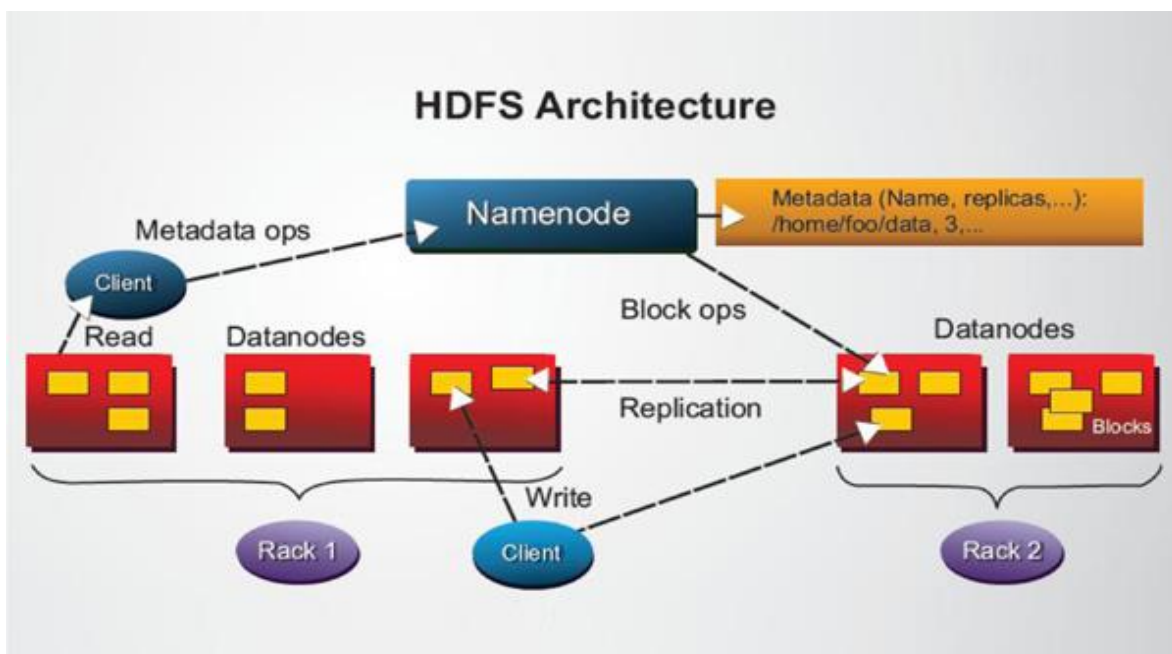 HDFS Architecture
Namenode
Metadata (Name, replicas,...):
/home/foo/data, 3,...
Metadata ops
Client
Block ops
Read
Datanodes
Datanodes
Replication
Blocks
Write
Rack 1
Client
Rack 2